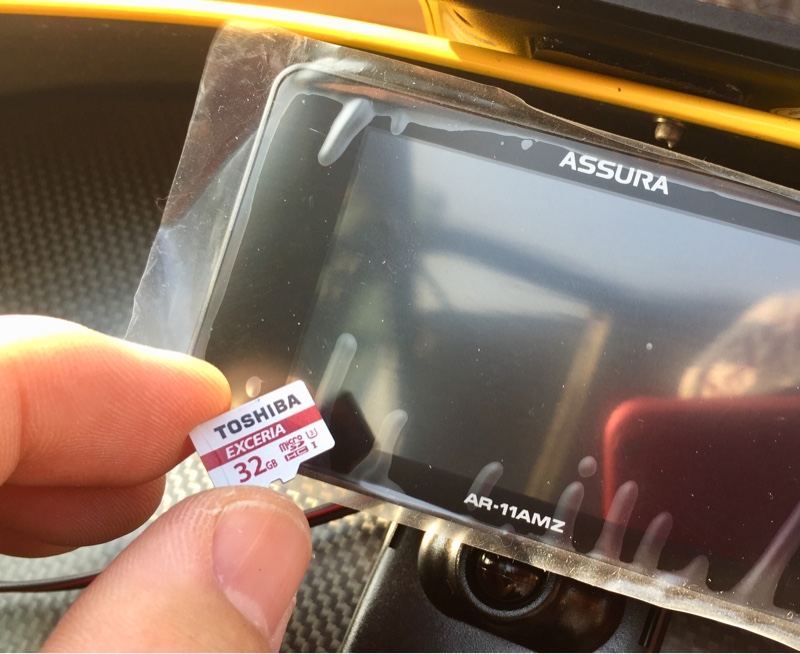 ASSURA
TOSHIBA
EXCERIA
micro SD HC I
32GB
AR-11AMZ